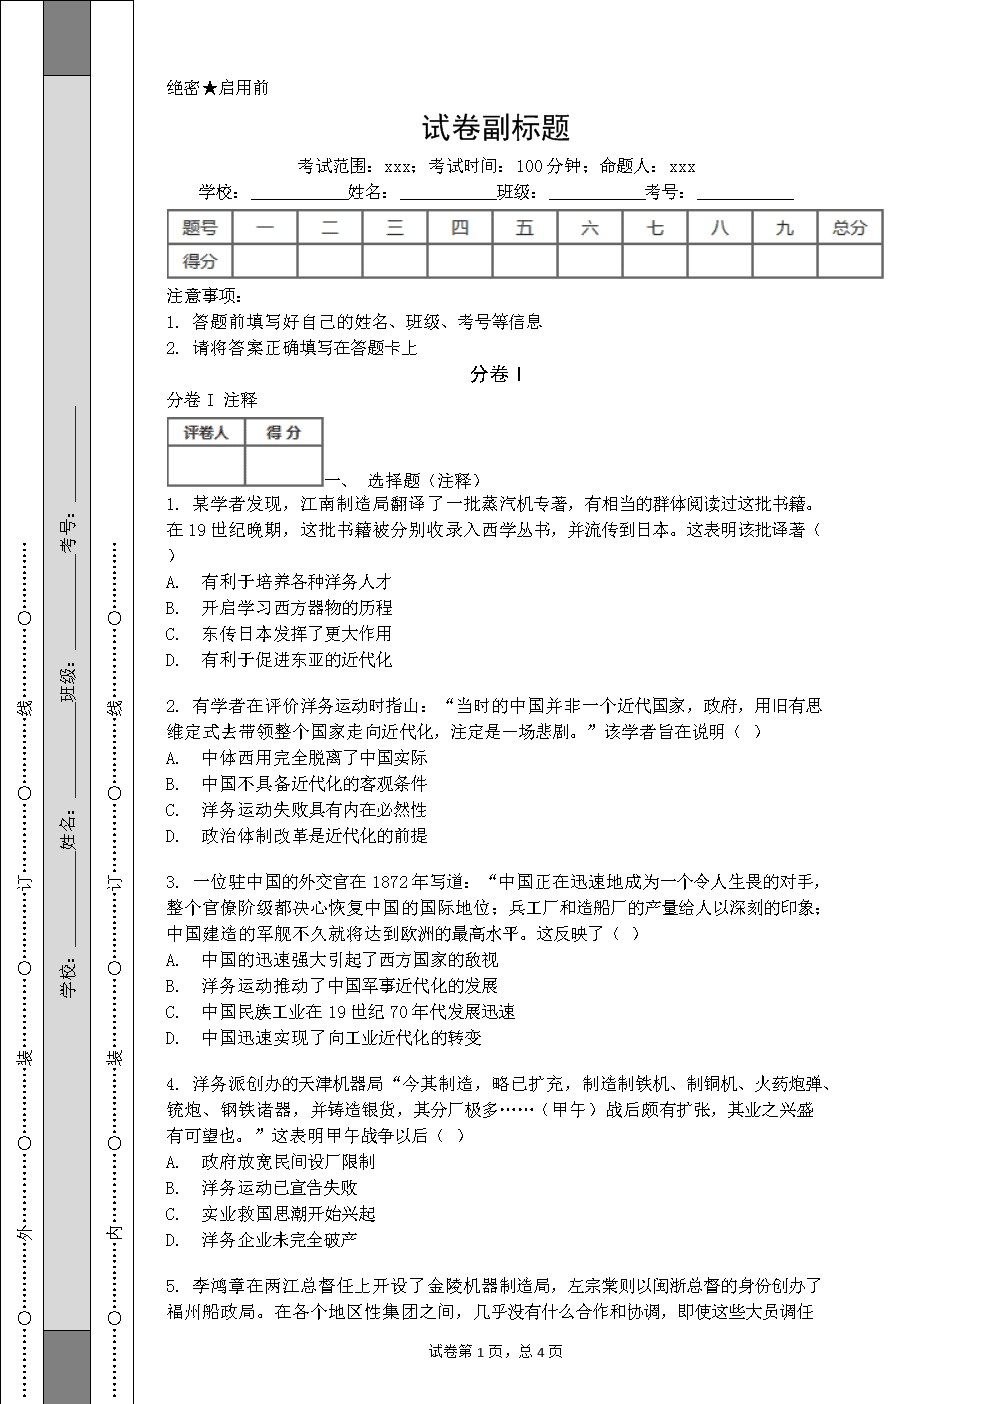 绝密★启用前
试卷副标题
考试范围：xxx；考试时间：100分钟；命题人：xxx
学校：___________姓名：___________班级：___________考号：___________
题号 一 二 三 四 五 六 七 八 九 总分
得分
注意事项：
1. 答题前填写好自己的姓名、班级、考号等信息
2. 请将答案正确填写在答题卡上
分卷I
分卷I 注释
评卷人 得 分
一、 选择题（注释）
1. 某学者发现，江南制造局翻译了一批蒸汽机专著，有相当的群体阅读过这批书籍。
在19世纪晚期，这批书籍被分别收录入西学丛书，并流传到日本。这表明该批译著（
）
A. 有利于培养各种洋务人才
B. 开启学习西方器物的历程
C. 东传日本发挥了更大作用
D. 有利于促进东亚的近代化
2. 有学者在评价洋务运动时指山：“当时的中国并非一个近代国家，政府，用旧有思
维定式去带领整个国家走向近代化，注定是一场悲剧。”该学者旨在说明（ ）
A. 中体西用完全脱离了中国实际
B. 中国不具备近代化的客观条件
C. 洋务运动失败具有内在必然性
D. 政治体制改革是近代化的前提
3. 一位驻中国的外交官在1872年写道：“中国正在迅速地成为一个令人生畏的对手，
整个官僚阶级都决心恢复中国的国际地位；兵工厂和造船厂的产量给人以深刻的印象；
中国建造的军舰不久就将达到欧洲的最高水平。这反映了（ ）
A. 中国的迅速强大引起了西方国家的敌视
B. 洋务运动推动了中国军事近代化的发展
C. 中国民族工业在19世纪70年代发展迅速
D. 中国迅速实现了向工业近代化的转变
4. 洋务派创办的天津机器局“今其制造，略已扩充，制造制铁机、制铜机、火药炮弹、
铳炮、钢铁诸器，并铸造银货，其分厂极多……（甲午）战后颇有扩张，其业之兴盛
有可望也。”这表明甲午战争以后（ ）
A. 政府放宽民间设厂限制
B. 洋务运动已宣告失败
C. 实业救国思潮开始兴起
D. 洋务企业未完全破产
5. 李鸿章在两江总督任上开设了金陵机器制造局，左宗棠则以闽浙总督的身份创办了
福州船政局。在各个地区性集团之间，几乎没有什么合作和协调，即使这些大员调任
试卷第1页，总4页
…………○…………外…………○…………装…………○…………订…………○…………线…………○…………
学校：___________姓名：___________班级：___________考号：___________
…………○…………内…………○…………装…………○…………订…………○…………线…………○…………